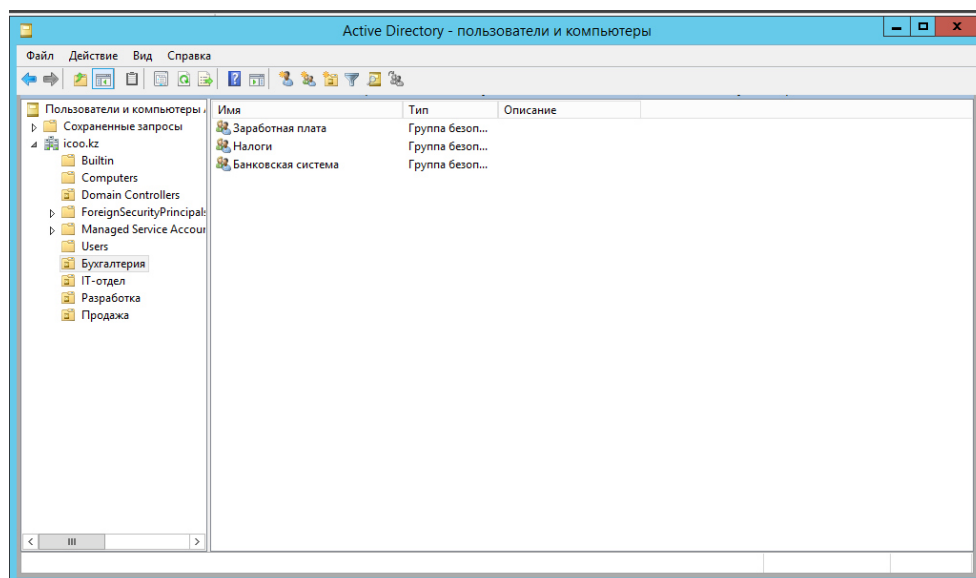 Active Directory - пользователи и компьютеры
Файл Действие Вид Справка
Пользователи и компьютеры
Сохраненные запросы
icoo.kz
Builtin
Computers
Domain Controllers
ForeignSecurityPrincipals
Managed Service Accour
Users
Бухгалтерия
IT-отдел
Разработка
Продажа
Имя Тип Описание
Заработная плата Группа безоп...
Налоги Группа безоп...
Банковская система Группа безоп...